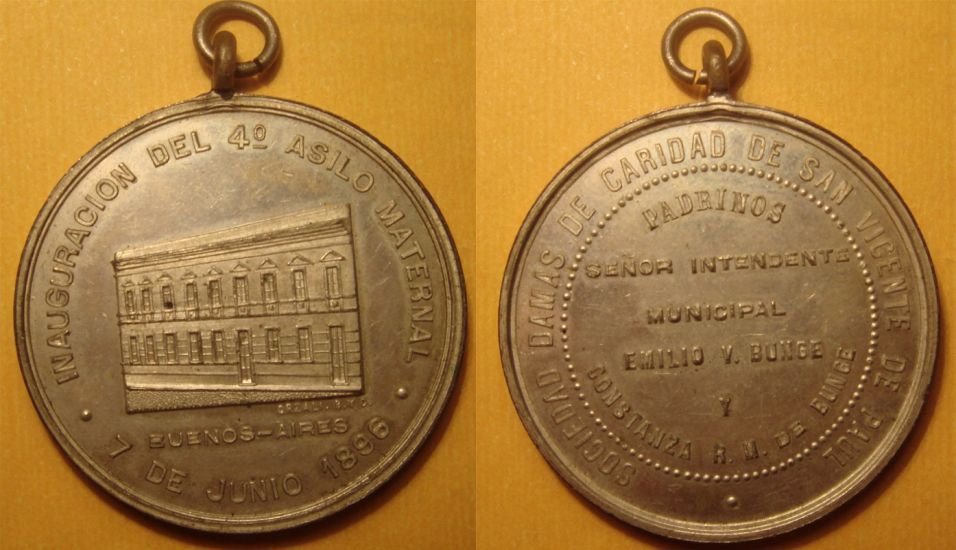 INAUGURACION DEL 4º ASILO MATERNAL
BUENOS-AIRES
7 DE JUNIO 1896
SOCIEDAD DAMAS DE CARIDAD DE SAN VICENTE DE PAUL
PADRINOS
SEÑOR INTENDENTE
MUNICIPAL
EMILIO V. BUNGE
Y
CONSTANZA R. M. DE BUNGE